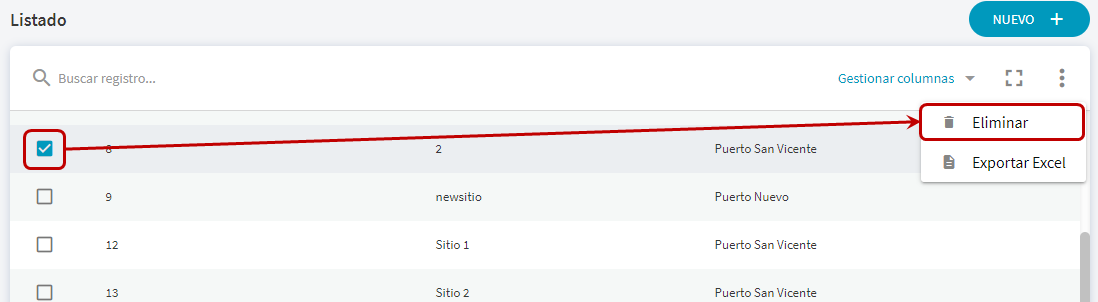 Listado
NUEVO +
Buscar registro...
Gestionar columnas
Eliminar
8 2 Puerto San Vicente
Exportar Excel
9 newsitio Puerto Nuevo
12 Sitio 1 Puerto San Vicente
13 Sitio 2 Puerto San Vicente